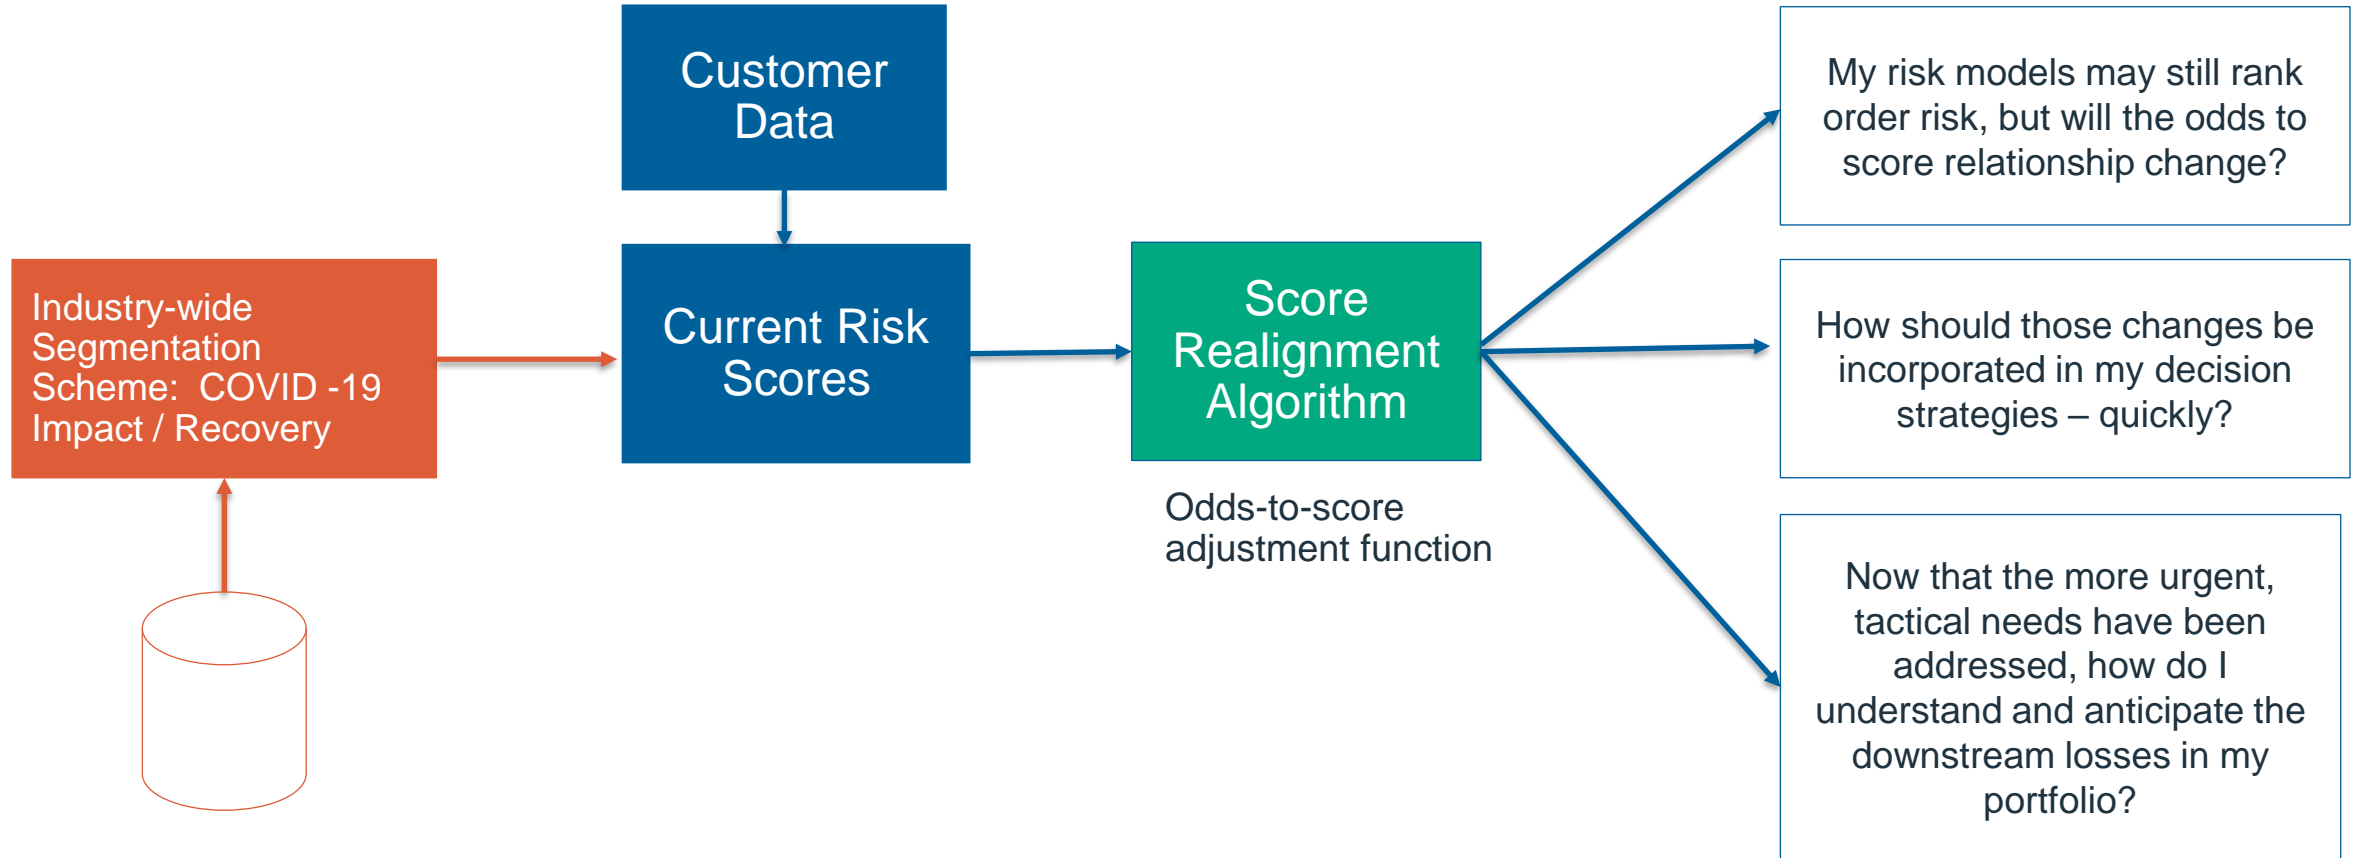 Customer
Data
My risk models may still rank
order risk, but will the odds to
score relationship change?
Industry-wide
Segmentation
Scheme:  COVID -19
Impact / Recovery
Current Risk
Scores
Score
Realignment
Algorithm
Odds-to-score
adjustment function
How should those changes be
incorporated in my decision
strategies – quickly?
Now that the more urgent,
tactical needs have been
addressed, how do I
understand and anticipate the
downstream losses in my
portfolio?